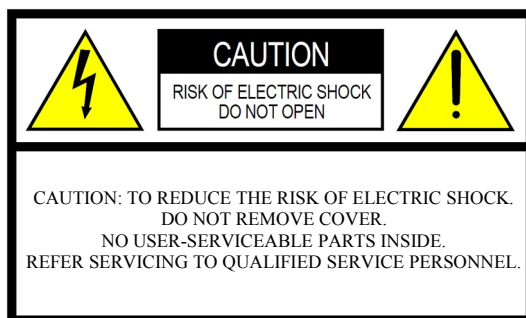 CAUTION
RISK OF ELECTRIC SHOCK
DO NOT OPEN
CAUTION: TO REDUCE THE RISK OF ELECTRIC SHOCK.
DO NOT REMOVE COVER.
NO USER-SERVICEABLE PARTS INSIDE.
REFER SERVICING TO QUALIFIED SERVICE PERSONNEL.